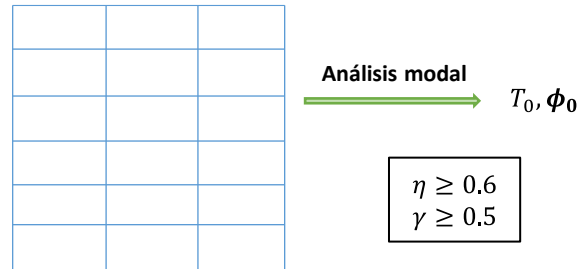 Análisis modal
T₀, ϕ₀
η ≥ 0.6
γ ≥ 0.5